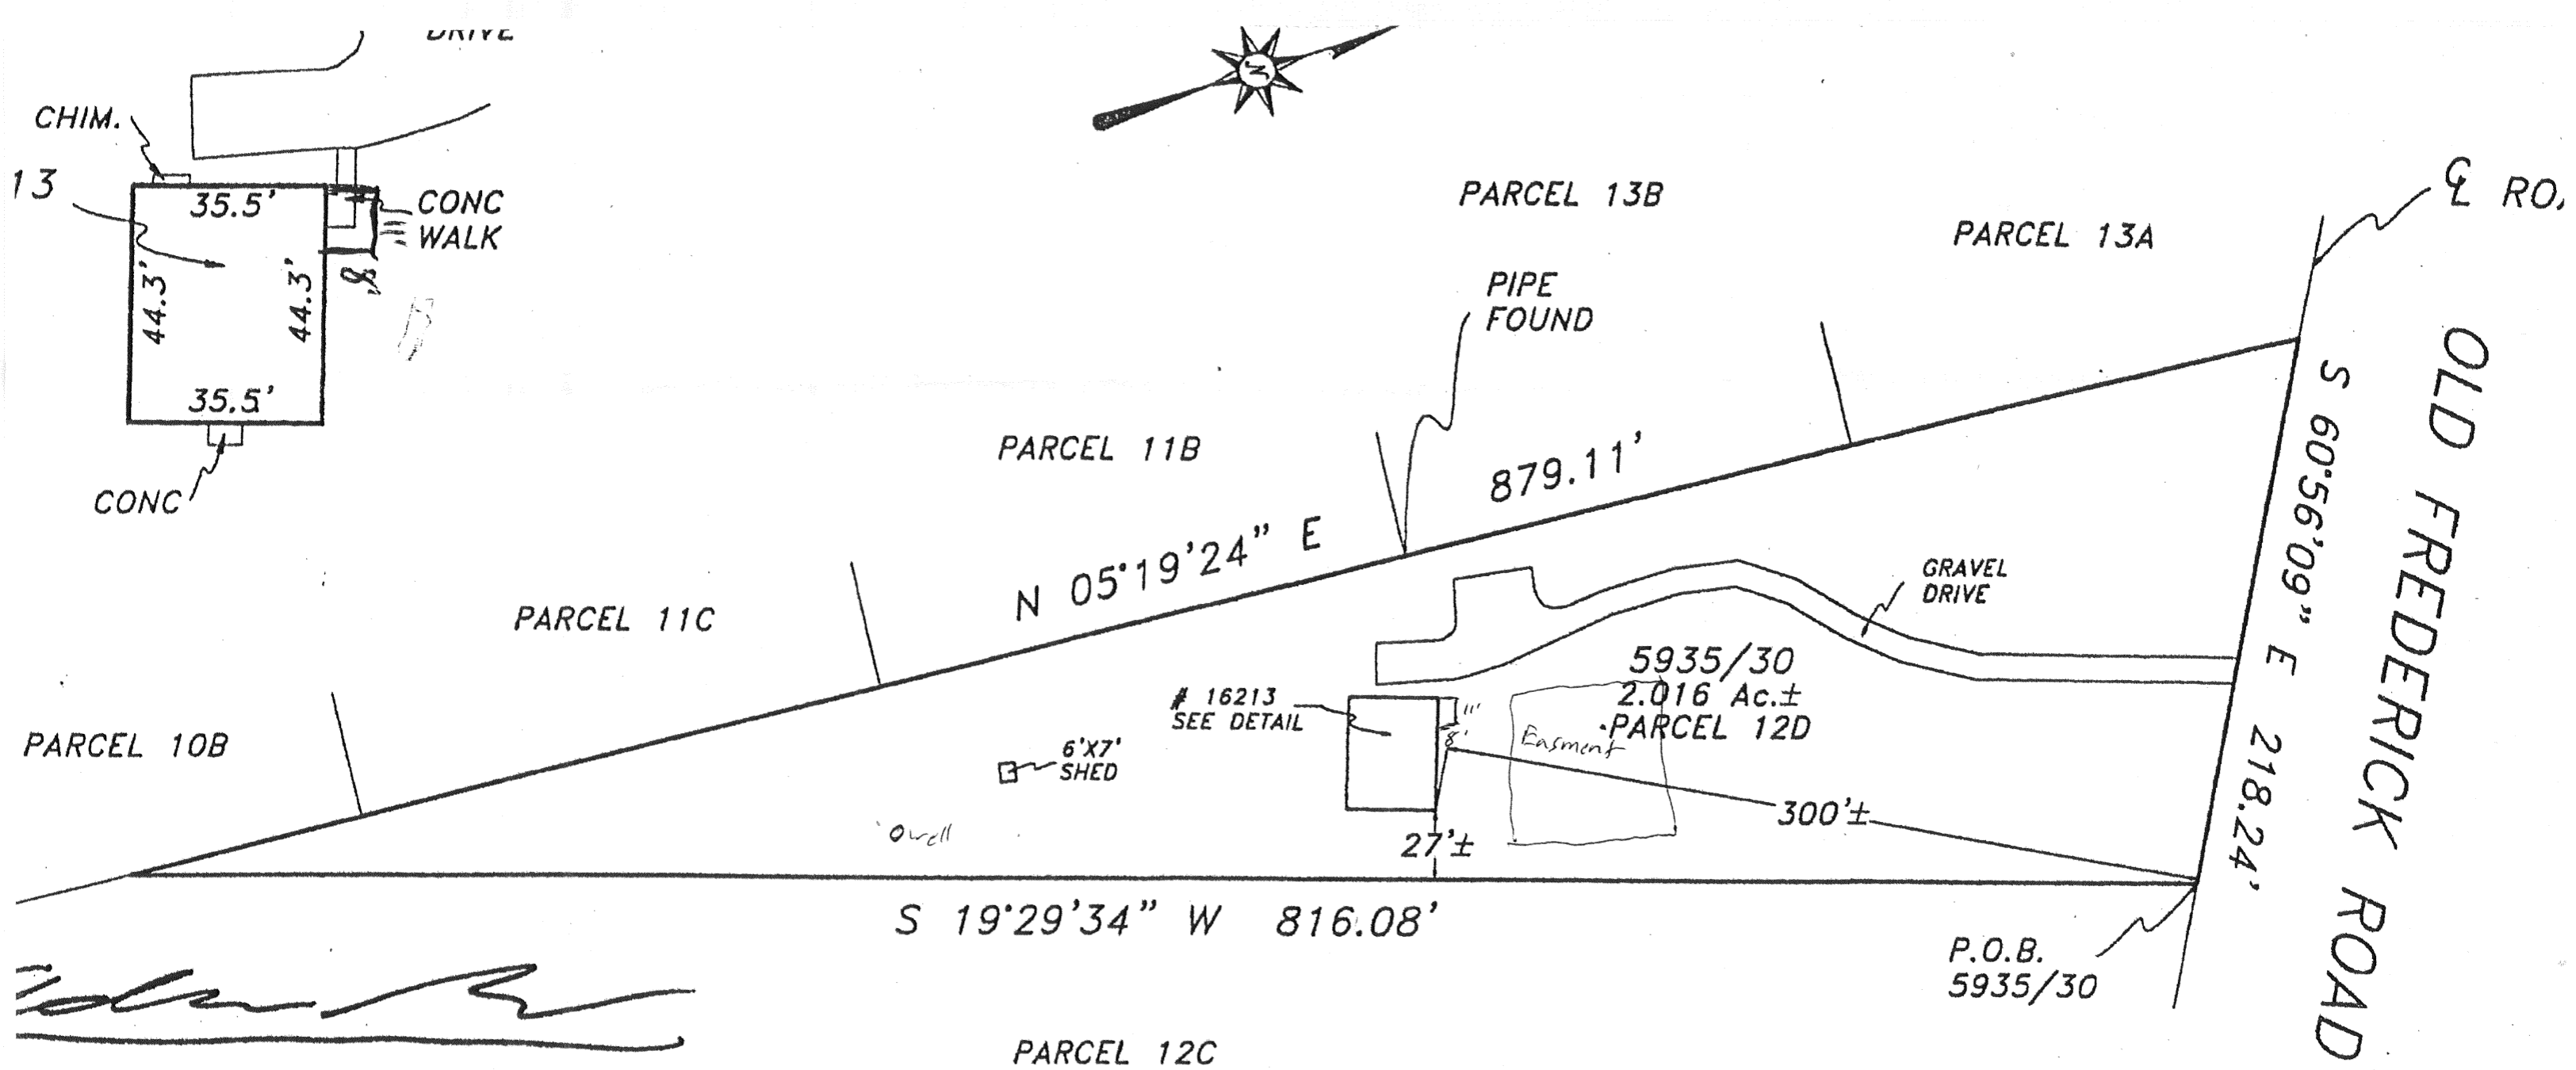 DRIVE
CHIM.
13
35.5'
CONC
WALK
44.3'
44.3'
8'
35.5'
CONC
N
PARCEL 13B
PARCEL 13A
℄ RO
PIPE
FOUND
PARCEL 11B
879.11'
N 05°19'24" E
PARCEL 11C
PARCEL 10B
GRAVEL
DRIVE
5935/30
2.016 Ac.±
PARCEL 12D
# 16213
SEE DETAIL
11'
8'
Easment
6'X7'
SHED
300'±
27'±
Owell
S 60°56'09" E 218.24'
OLD FREDERICK ROAD
S 19°29'34" W 816.08'
P.O.B.
5935/30
PARCEL 12C